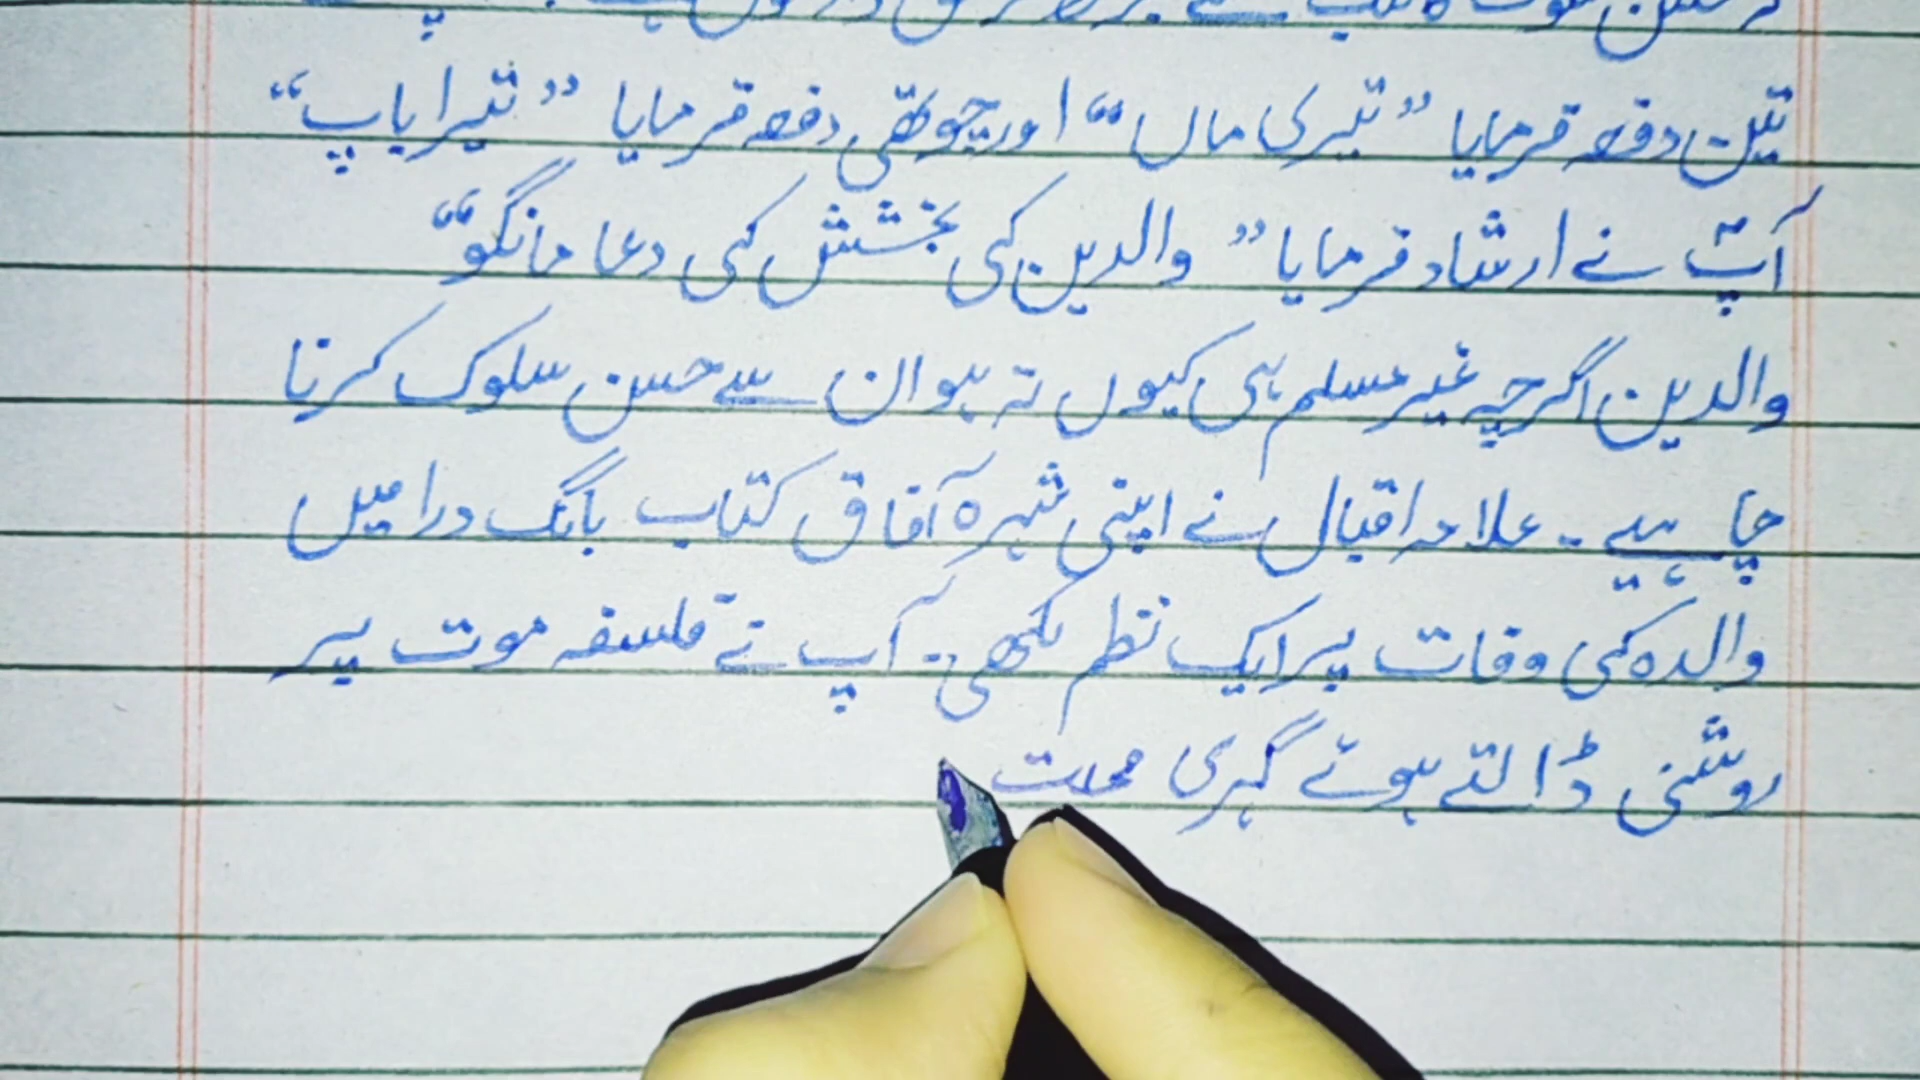 تین دفعہ فرمایا ”تیری ماں“ اور چوتھی دفعہ فرمایا ”تیرا باپ“
آپؐ نے ارشاد فرمایا ”والدین کی بخشش کی دعا مانگو“
والدین اگرچہ غیر مسلم ہی کیوں نہ ہو ان سے حسن سلوک کرنا
چاہیے۔ علامہ اقبال نے اپنی شہرہ آفاق کتاب بانگ درا میں
والدہ کی وفات پر ایک نظم لکھی۔ آپ نے فلسفہ موت پر
روشنی ڈالتے ہوئے گہری